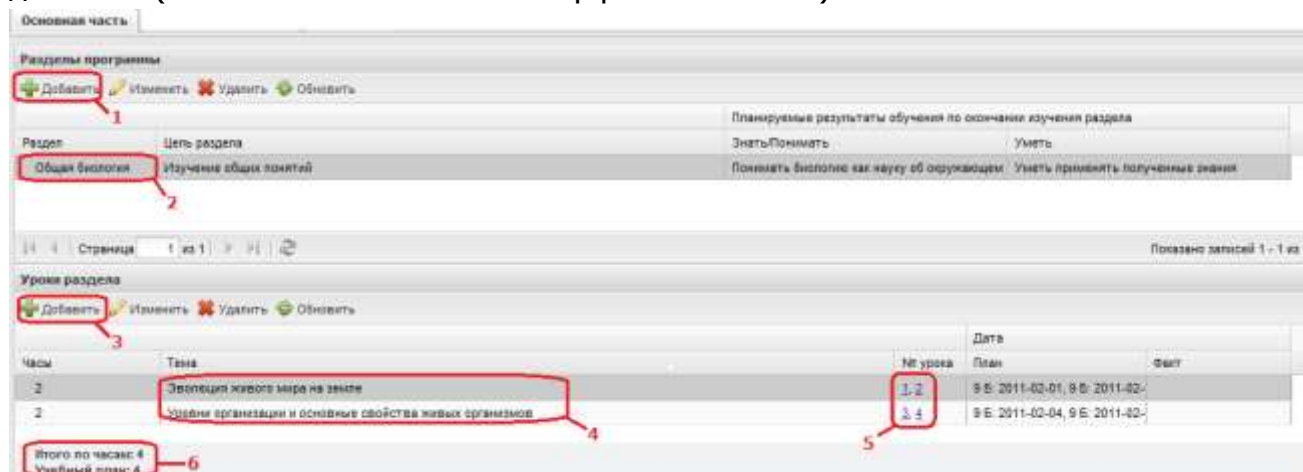 Основная часть
Разделы программы
Добавить Изменить Удалить Обновить
1
Планируемые результаты обучения по окончании изучения раздела
Раздел Цель раздела Знать/Понимать Уметь
Общая биология Изучение общих понятий Понимать биологию как науку об окружающем Уметь применять полученные знания
2
Страница 1 из 1 Показано записей 1 - 1 из
Уроки раздела
Добавить Изменить Удалить Обновить
3
Дата
Часы Тема № урока План Факт
2 Эволюция живого мира на земле 1, 2 9 Б: 2011-02-01, 9 Б: 2011-02-
2 Уровни организации и основные свойства живых организмов 3, 4 9 Б: 2011-02-04, 9 Б: 2011-02-
4
5
Итого по часам: 4
Учебный план: 4
6